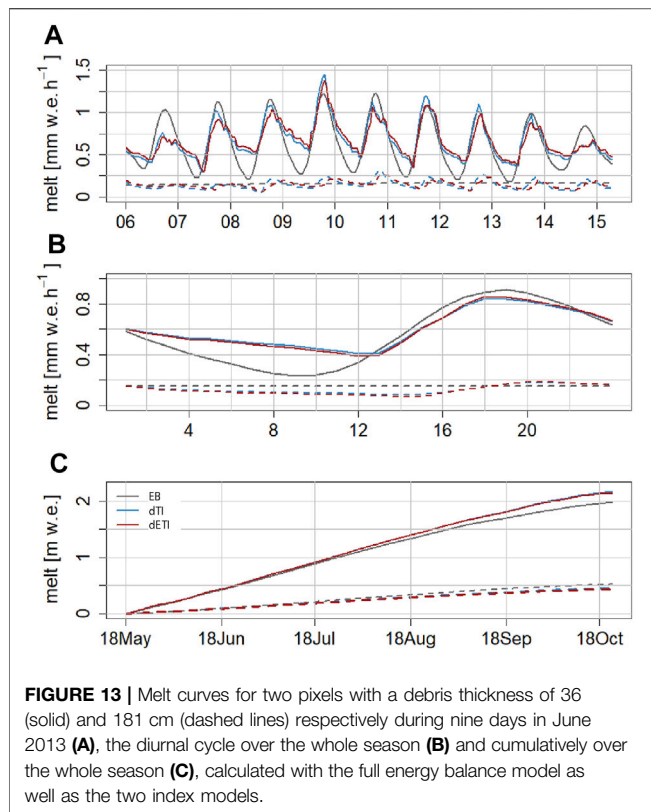 A
melt [mm w.e.h⁻¹ ]
1.5
1
0.5
0
06 07 08 09 10 11 12 13 14 15
B
melt [mm w.e.h⁻¹ ]
0.8
0.4
0
4 8 12 16 20
C
melt [m w.e.]
2
1
0
EB
dTI
dETI
18May 18Jun 18Jul 18Aug 18Sep 18Oct
FIGURE 13 | Melt curves for two pixels with a debris thickness of 36
(solid) and 181 cm (dashed lines) respectively during nine days in June
2013 (A), the diurnal cycle over the whole season (B) and cumulatively over
the whole season (C), calculated with the full energy balance model as
well as the two index models.